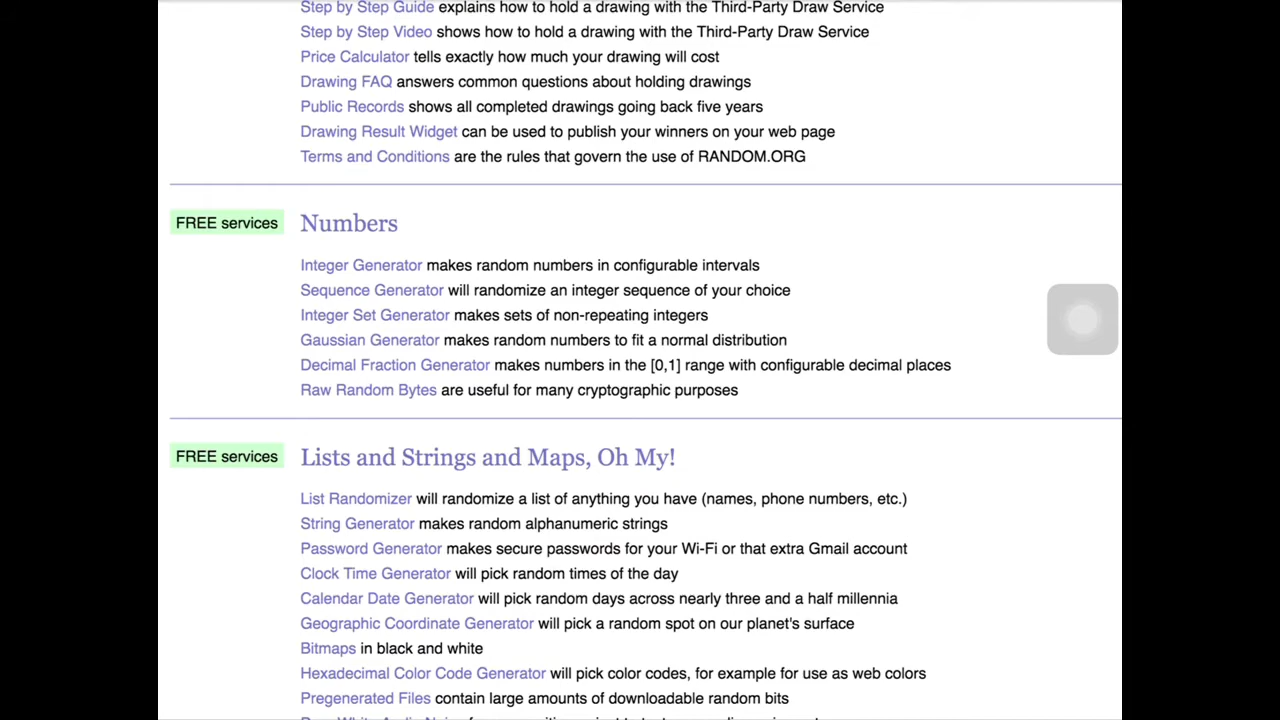 Step by Step Guide explains how to hold a drawing with the Third-Party Draw Service
Step by Step Video shows how to hold a drawing with the Third-Party Draw Service
Price Calculator tells exactly how much your drawing will cost
Drawing FAQ answers common questions about holding drawings
Public Records shows all completed drawings going back five years
Drawing Result Widget can be used to publish your winners on your web page
Terms and Conditions are the rules that govern the use of RANDOM.ORG
FREE services Numbers
Integer Generator makes random numbers in configurable intervals
Sequence Generator will randomize an integer sequence of your choice
Integer Set Generator makes sets of non-repeating integers
Gaussian Generator makes random numbers to fit a normal distribution
Decimal Fraction Generator makes numbers in the [0,1] range with configurable decimal places
Raw Random Bytes are useful for many cryptographic purposes
FREE services Lists and Strings and Maps, Oh My!
List Randomizer will randomize a list of anything you have (names, phone numbers, etc.)
String Generator makes random alphanumeric strings
Password Generator makes secure passwords for your Wi-Fi or that extra Gmail account
Clock Time Generator will pick random times of the day
Calendar Date Generator will pick random days across nearly three and a half millennia
Geographic Coordinate Generator will pick a random spot on our planet's surface
Bitmaps in black and white
Hexadecimal Color Code Generator will pick color codes, for example for use as web colors
Pregenerated Files contain large amounts of downloadable random bits